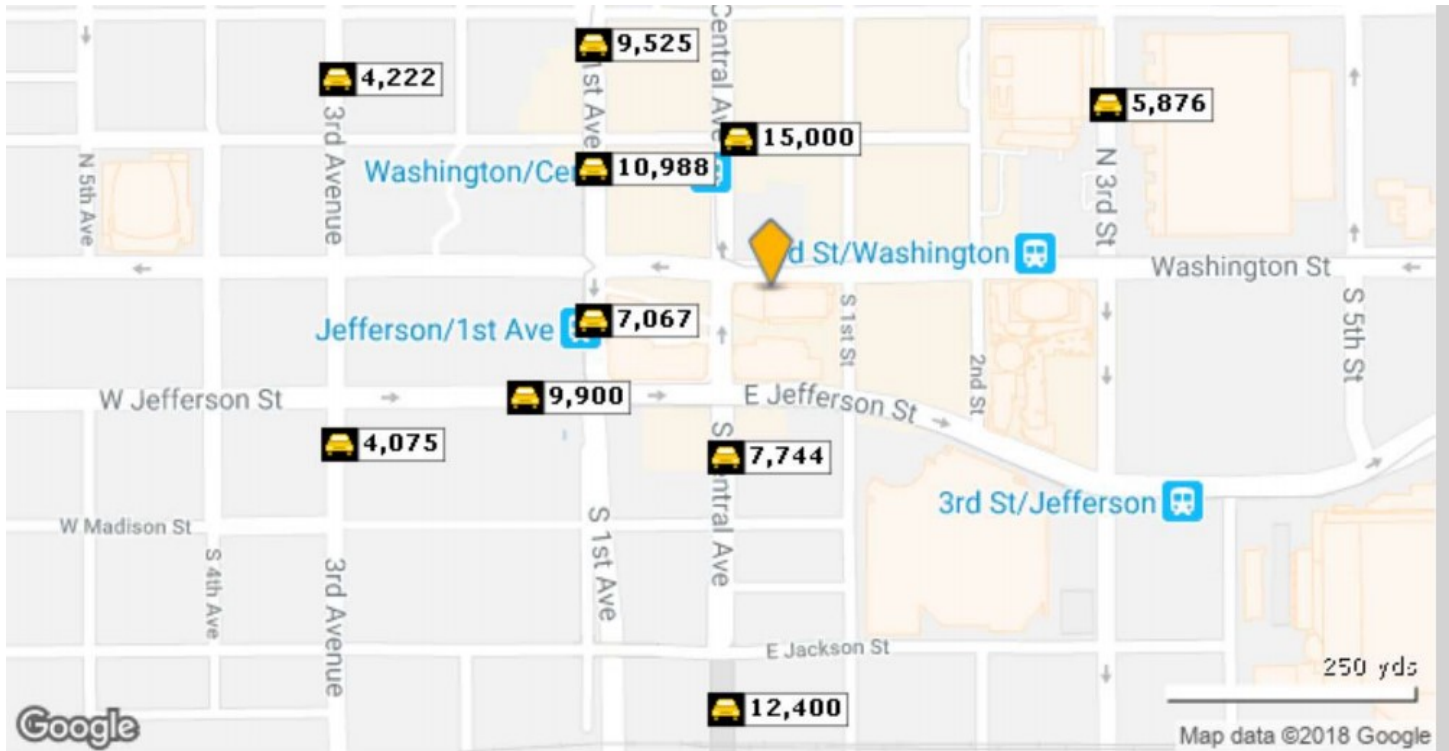 9,525
Central Ave
1st Ave
4,222
5,876
15,000
3rd Avenue
N 5th Ave
Washington/Ce
10,988
N 3rd St
d St/Washington
Washington St
S 1st St
S 5th St
Jefferson/1st Ave
7,067
2nd St
W Jefferson St
9,900
E Jefferson St
4,075
7,744
S
entral Ave
3rd St/Jefferson
W Madison St
S 1st Ave
S 4th Ave
3rd Avenue
E Jackson St
250 yds
12,400
Google
Map data ©2018 Google